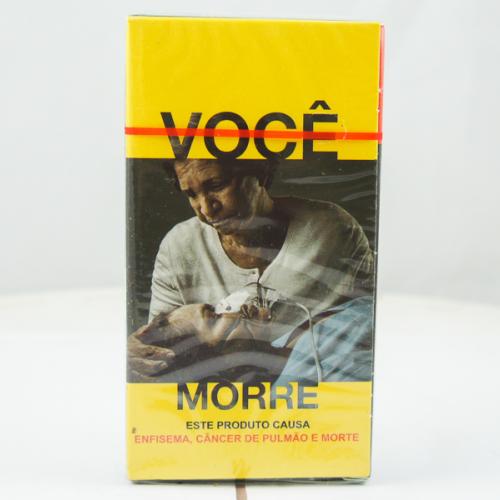 VOCÊ
MORRE
ESTE PRODUTO CAUSA
ENFISEMA, CÂNCER DE PULMÃO E MORTE